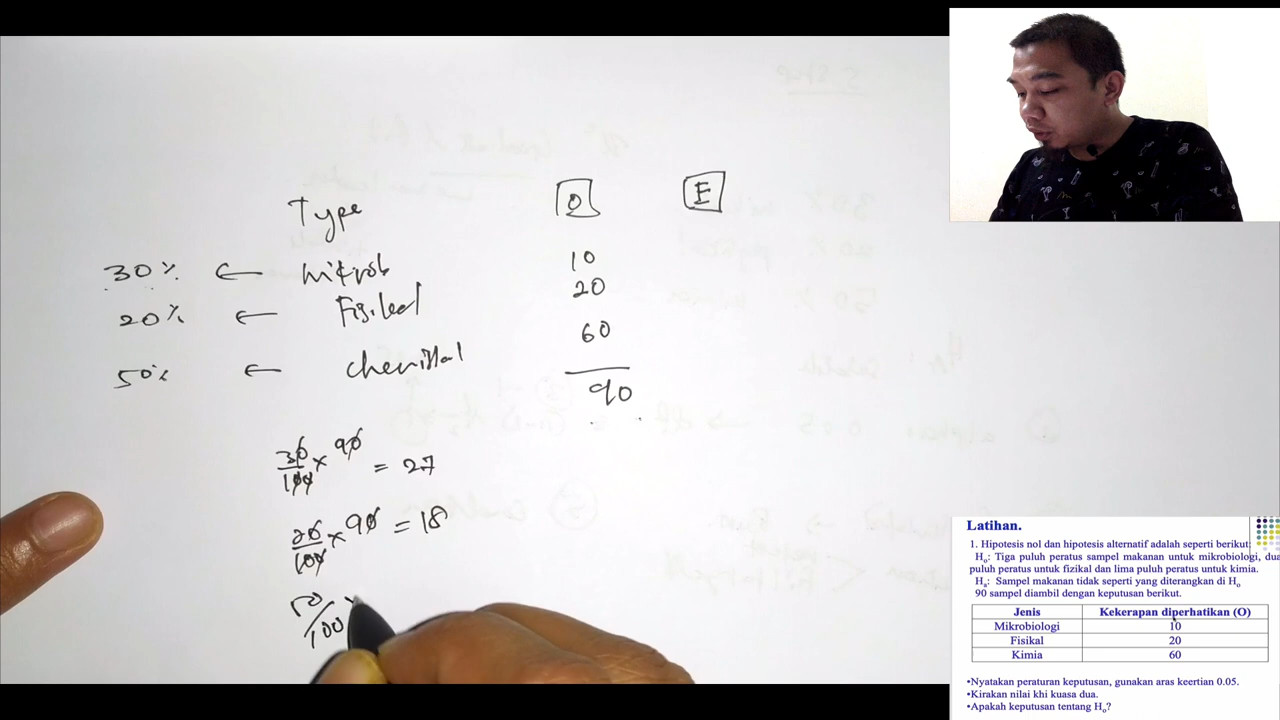 Type O E
30% ← mikrob 10
20% ← Fisikal 20
50% ← chemikal 60
90
30/100 × 90 = 27
20/100 × 90 = 18
50/100 ×
Latihan.
1. Hipotesis nol dan hipotesis alternatif adalah seperti berikut:
Ho: Tiga puluh peratus sampel makanan untuk mikrobiologi, dua
puluh peratus untuk fizikal dan lima puluh peratus untuk kimia.
Ha: Sampel makanan tidak seperti yang diterangkan di Ho
90 sampel diambil dengan keputusan berikut.
Jenis Kekerapan diperhatikan (O)
Mikrobiologi 10
Fisikal 20
Kimia 60
•Nyatakan peraturan keputusan, gunakan aras keertian 0.05.
•Kirakan nilai khi kuasa dua.
•Apakah keputusan tentang Ho?